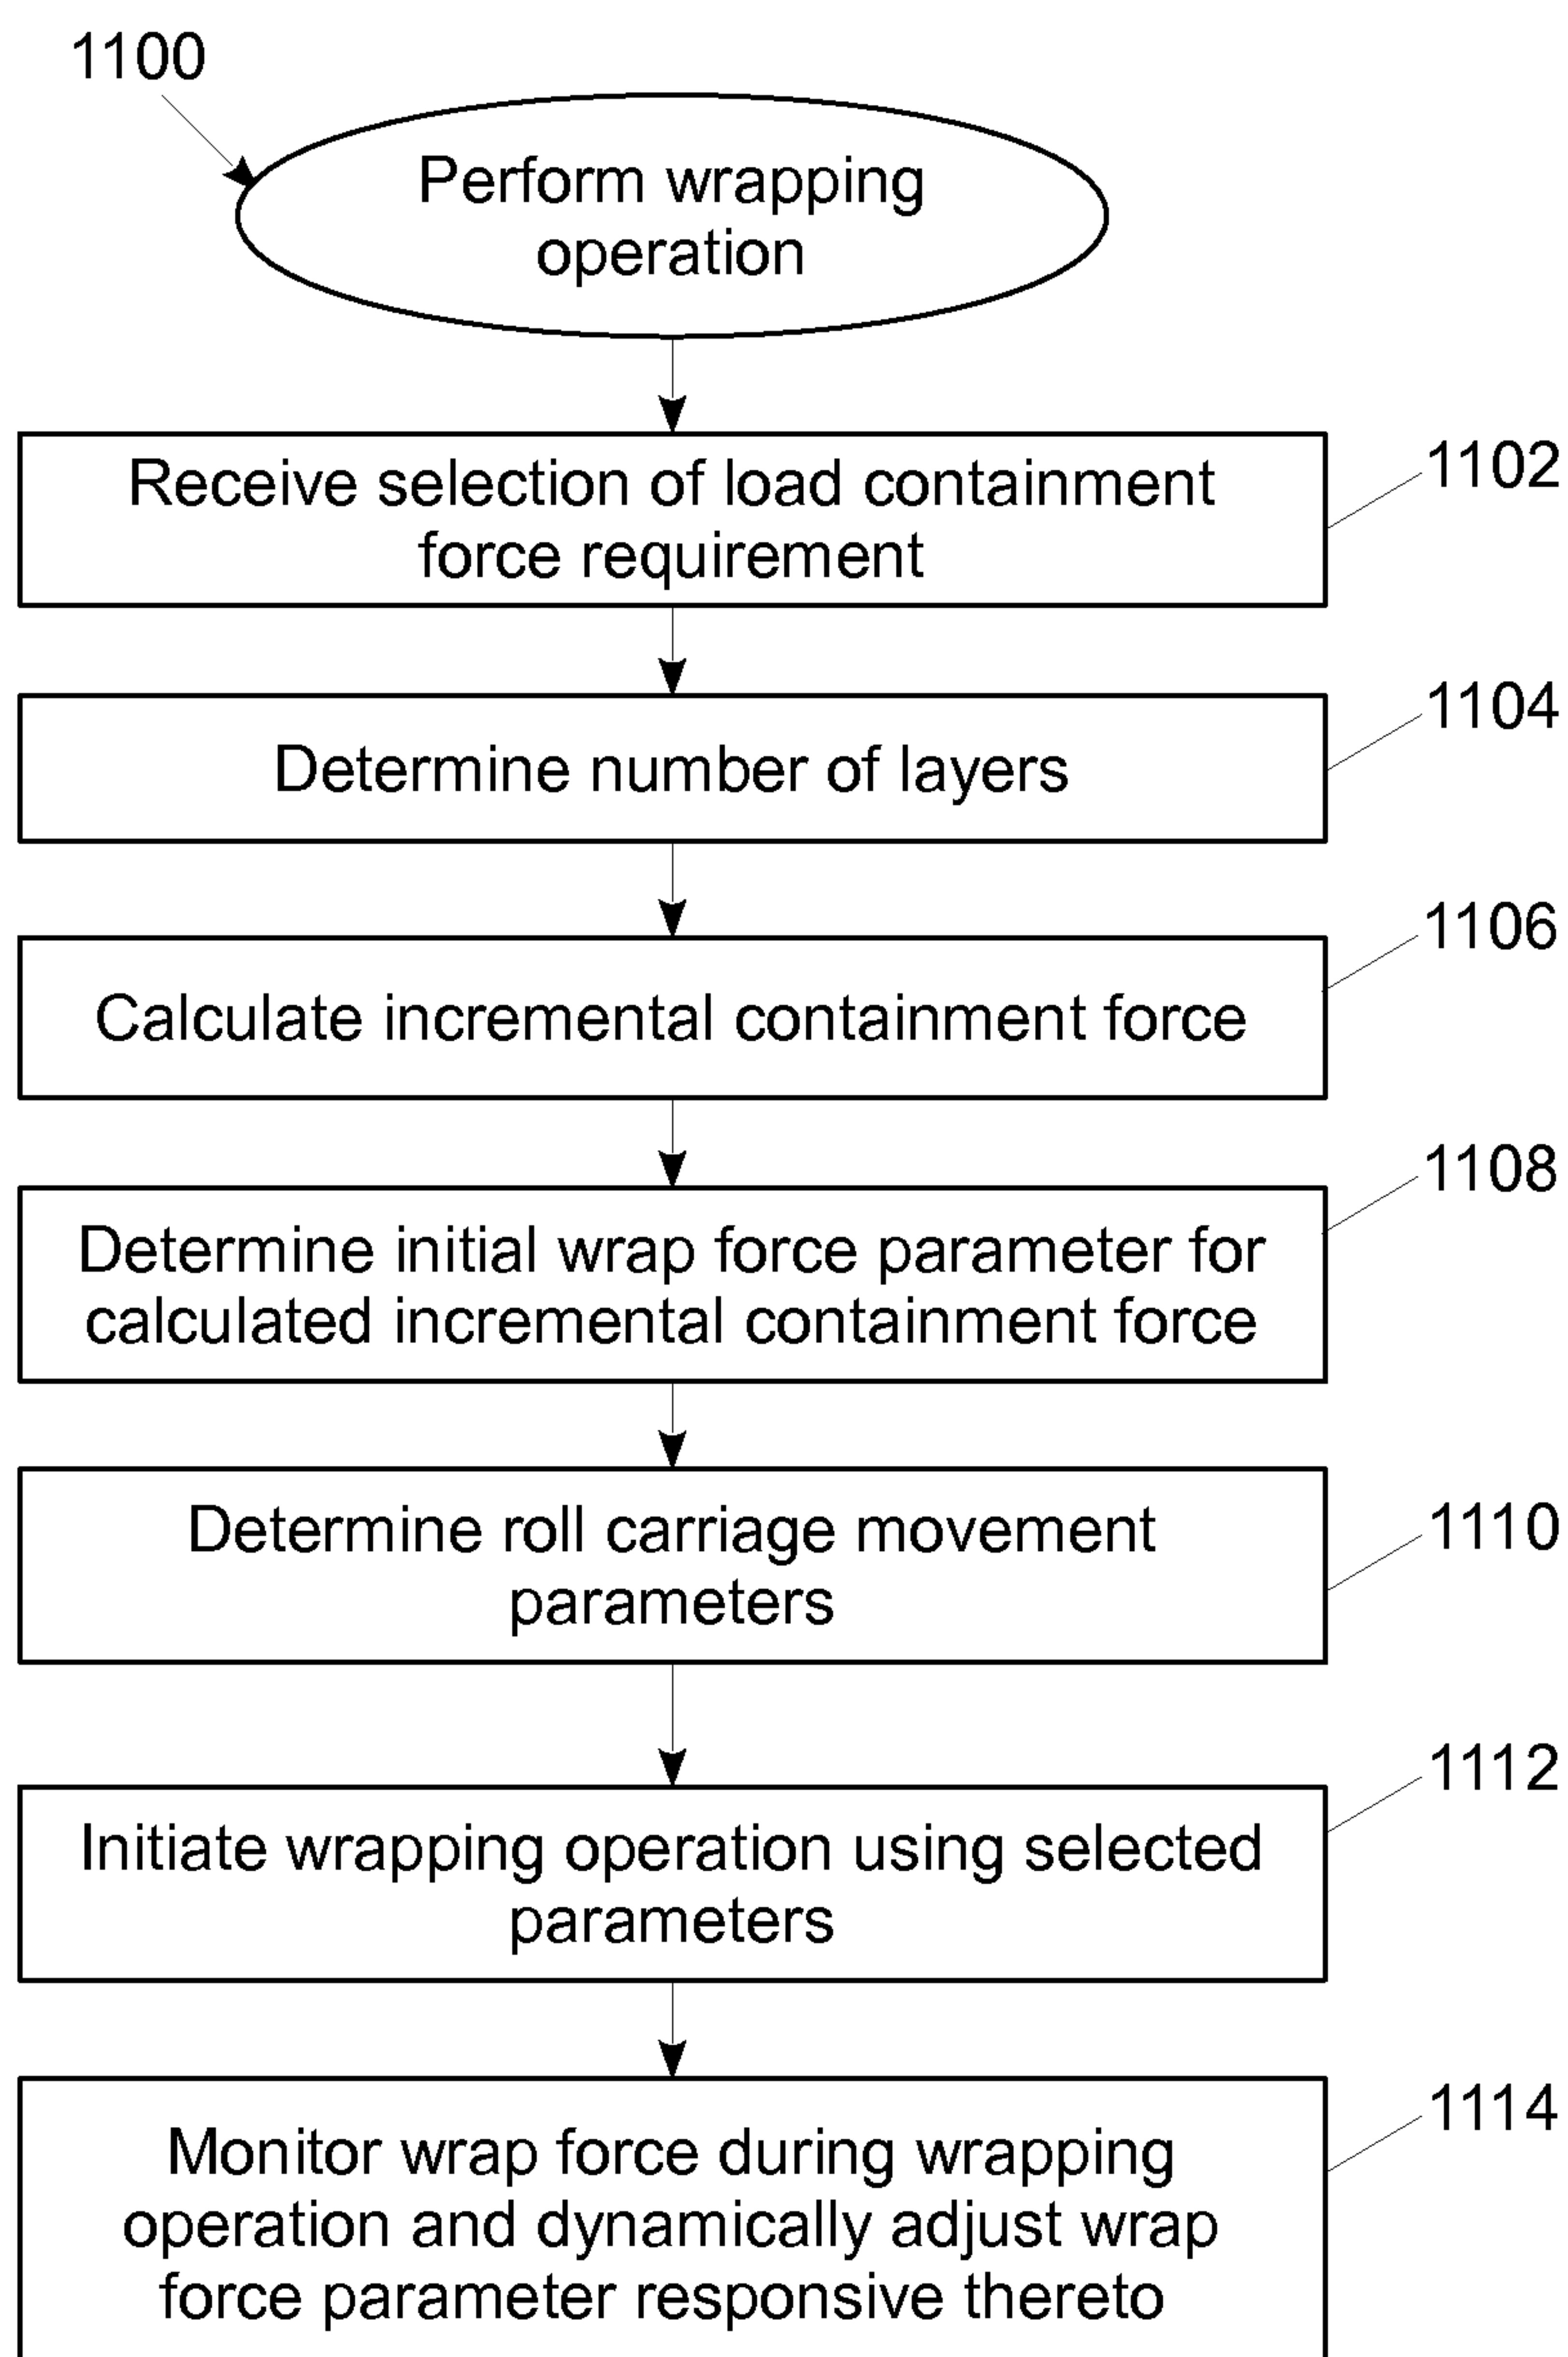 1100
Perform wrapping
operation
1102
Receive selection of load containment
force requirement
1104
Determine number of layers
1106
Calculate incremental containment force
1108
Determine initial wrap force parameter for
calculated incremental containment force
1110
Determine roll carriage movement
parameters
1112
Initiate wrapping operation using selected
parameters
1114
Monitor wrap force during wrapping
operation and dynamically adjust wrap
force parameter responsive thereto